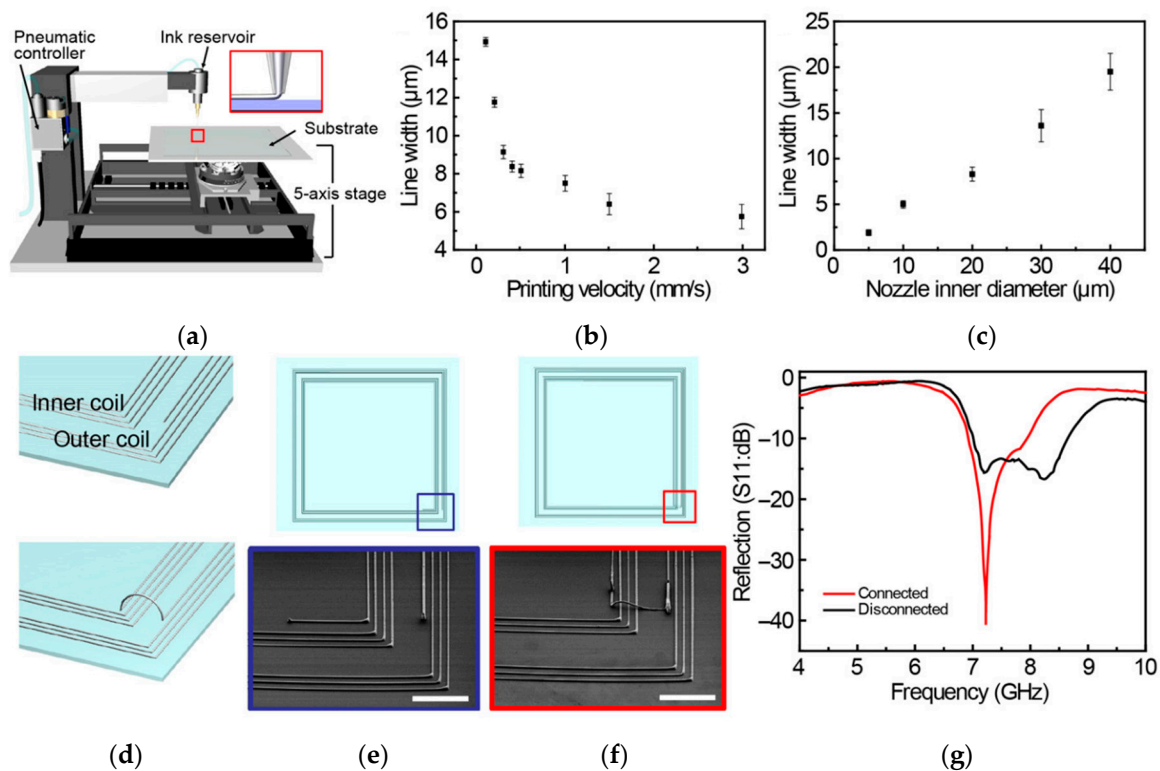 Pneumatic
controller
Ink reservoir
Substrate
5-axis stage
(a)
16
14
12
10
8
6
4
0 1 2 3
Line width (µm)
Printing velocity (mm/s)
(b)
25
20
15
10
5
0
0 10 20 30 40
Line width (µm)
Nozzle inner diameter (µm)
(c)
Inner coil
Outer coil
(d)
(e)
(f)
0
−10
−20
−30
−40
4 5 6 7 8 9 10
Reflection (S11:dB)
Connected
Disconnected
Frequency (GHz)
(g)